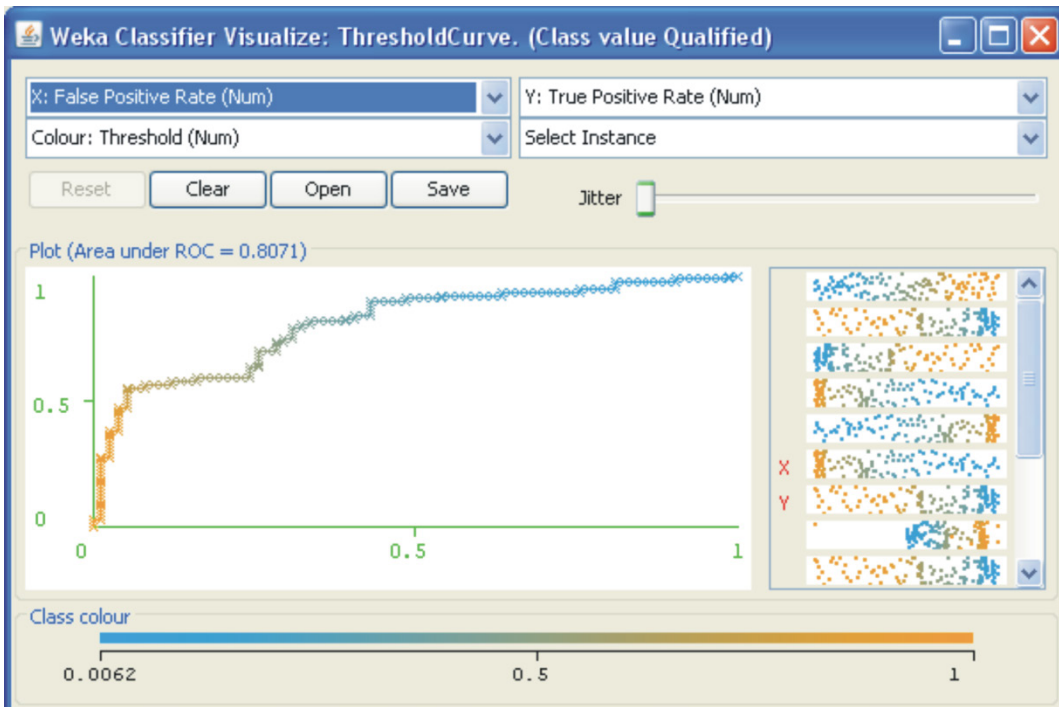 Weka Classifier Visualize: ThresholdCurve. (Class value Qualified)
X: False Positive Rate (Num)
Y: True Positive Rate (Num)
Colour: Threshold (Num)
Select Instance
Reset
Clear
Open
Save
Jitter
Plot (Area under ROC = 0.8071)
1
0.5
0
0
0.5
1
X
Y
Class colour
0.0062
0.5
1